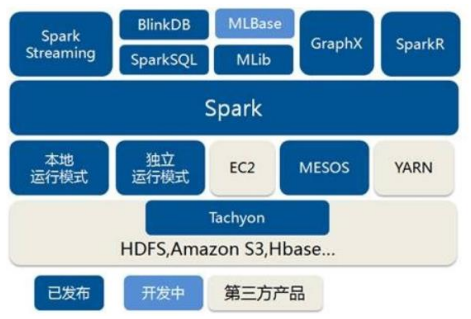 Spark
Streaming
BlinkDB
MLBase
GraphX
SparkR
SparkSQL
MLib
Spark
本地
运行模式
独立
运行模式
EC2
MESOS
YARN
Tachyon
HDFS,Amazon S3,Hbase...
已发布
开发中
第三方产品